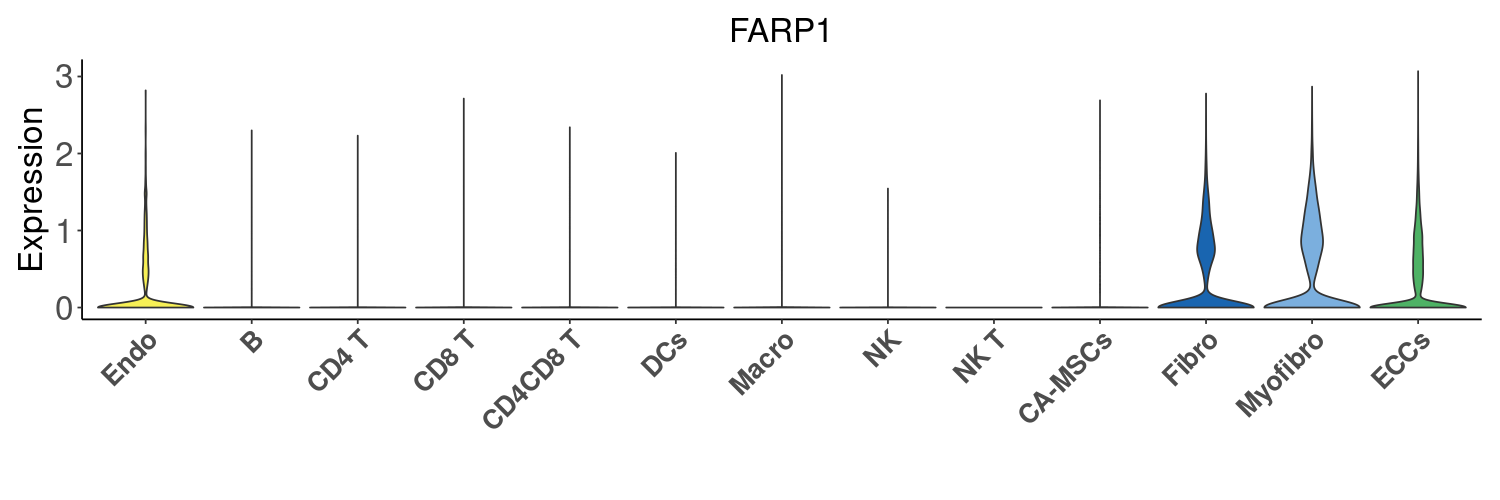 FARP1
Expression
3
2
1
0
Endo
B
CD4 T
CD8 T
CD4CD8 T
DCs
Macro
NK
NK T
CA-MSCs
Fibro
Myofibro
ECCs